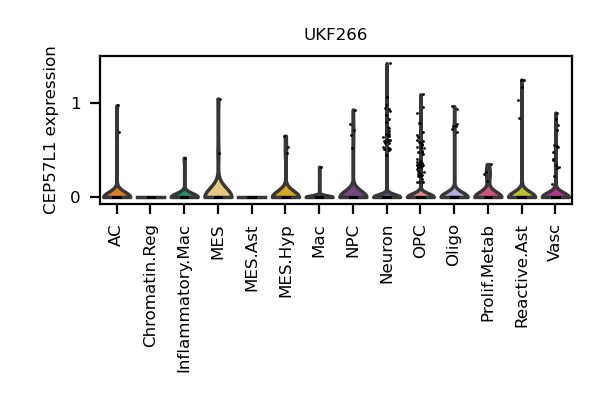 UKF266
CEP57L1 expression
1
0
AC
Chromatin.Reg
Inflammatory.Mac
MES
MES.Ast
MES.Hyp
Mac
NPC
Neuron
OPC
Oligo
Prolif.Metab
Reactive.Ast
Vasc